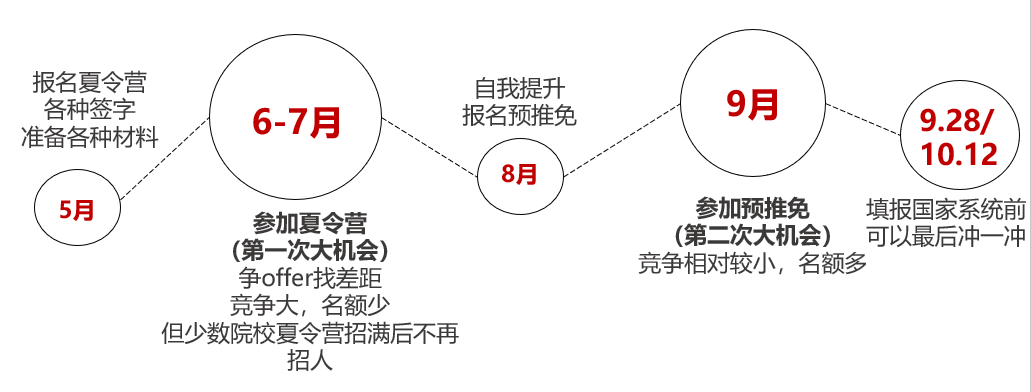 报名夏令营
各种签字
准备各种材料
5月
6-7月
参加夏令营
（第一次大机会）
争offer找差距
竞争大，名额少
但少数院校夏令营招满后不再
招人
自我提升
报名预推免
8月
9月
参加预推免
（第二次大机会）
竞争相对较小，名额多
9.28/
10.12
填报国家系统前
可以最后冲一冲